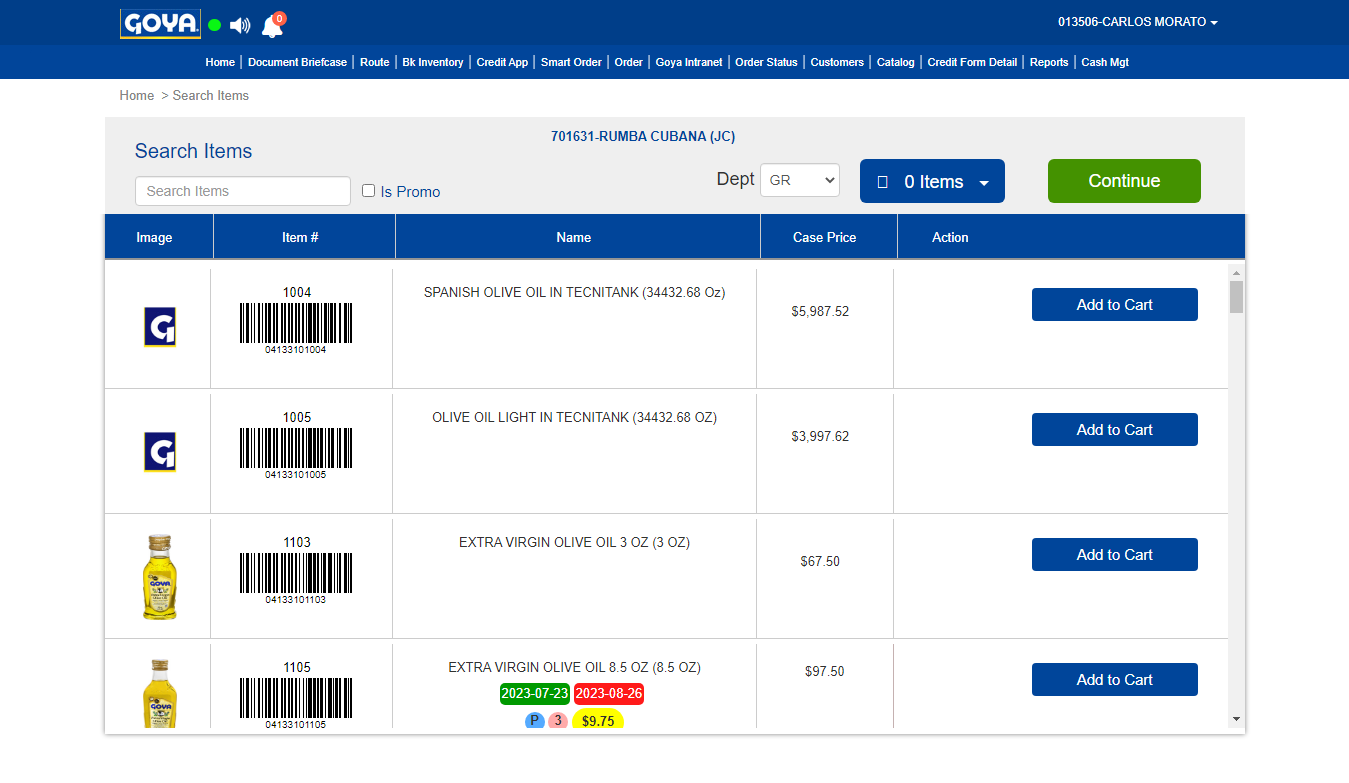 GOYA
0
013506-CARLOS MORATO
Home | Document Briefcase | Route | Bk Inventory | Credit App | Smart Order | Order | Goya Intranet | Order Status | Customers | Catalog | Credit Form Detail | Reports | Cash Mgt
Home > Search Items
701631-RUMBA CUBANA (JC)
Search Items
Search Items
Is Promo
Dept GR
0 Items
Continue
Image Item # Name Case Price Action
1004
04133101004
SPANISH OLIVE OIL IN TECNITANK (34432.68 Oz)
$5,987.52
Add to Cart
1005
04133101005
OLIVE OIL LIGHT IN TECNITANK (34432.68 OZ)
$3,997.62
Add to Cart
GOYA
1103
04133101103
EXTRA VIRGIN OLIVE OIL 3 OZ (3 OZ)
$67.50
Add to Cart
GOYA
1105
04133101105
EXTRA VIRGIN OLIVE OIL 8.5 OZ (8.5 OZ)
2023-07-23 2023-08-26
P 3 $9.75
$97.50
Add to Cart